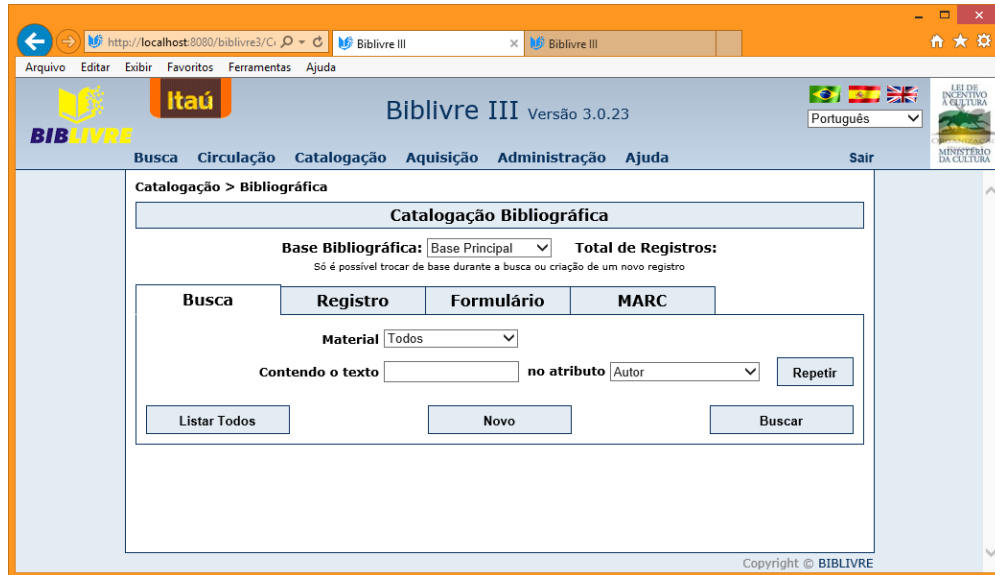 http://localhost:8080/biblivre3/Ci
Biblivre III
Biblivre III
Arquivo Editar Exibir Favoritos Ferramentas Ajuda
BIBLIVRE
Itaú
Biblivre III Versão 3.0.23
Português
LEI DE
INCENTIVO
À CULTURA
MINISTÉRIO
DA CULTURA
Busca Circulação Catalogação Aquisição Administração Ajuda Sair
Catalogação > Bibliográfica
Catalogação Bibliográfica
Base Bibliográfica: Base Principal Total de Registros:
Só é possível trocar de base durante a busca ou criação de um novo registro
Busca Registro Formulário MARC
Material Todos
Contendo o texto no atributo Autor Repetir
Listar Todos Novo Buscar
Copyright © BIBLIVRE